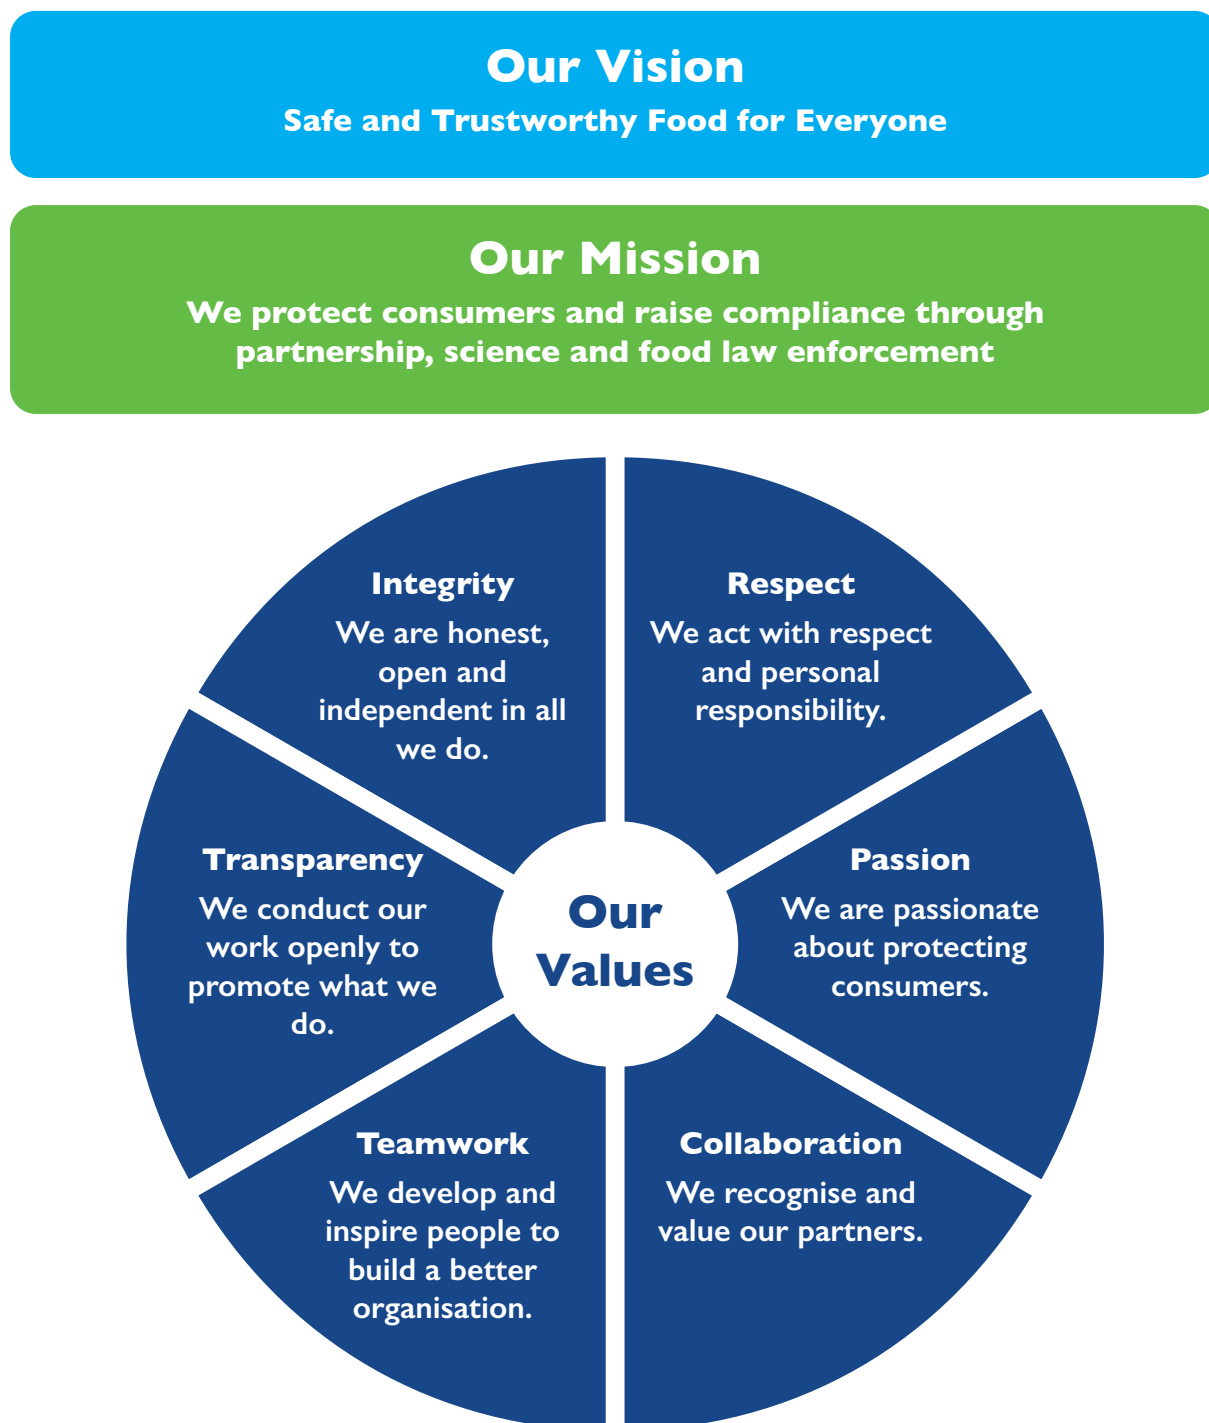 Our Vision
Safe and Trustworthy Food for Everyone
Our Mission
We protect consumers and raise compliance through
partnership, science and food law enforcement
Integrity
We are honest,
open and
independent in all
we do.
Respect
We act with respect
and personal
responsibility.
Transparency
We conduct our
work openly to
promote what we
do.
Our
Values
Passion
We are passionate
about protecting
consumers.
Teamwork
We develop and
inspire people to
build a better
organisation.
Collaboration
We recognise and
value our partners.